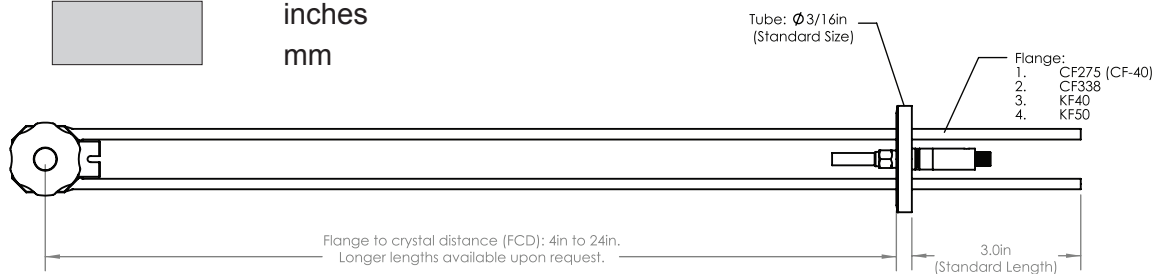 inches
mm
Tube: Ø3/16in
(Standard Size)
Flange:
1. CF275 (CF-40)
2. CF338
3. KF40
4. KF50
Flange to crystal distance (FCD): 4in to 24in.
Longer lengths available upon request.
3.0in
(Standard Length)